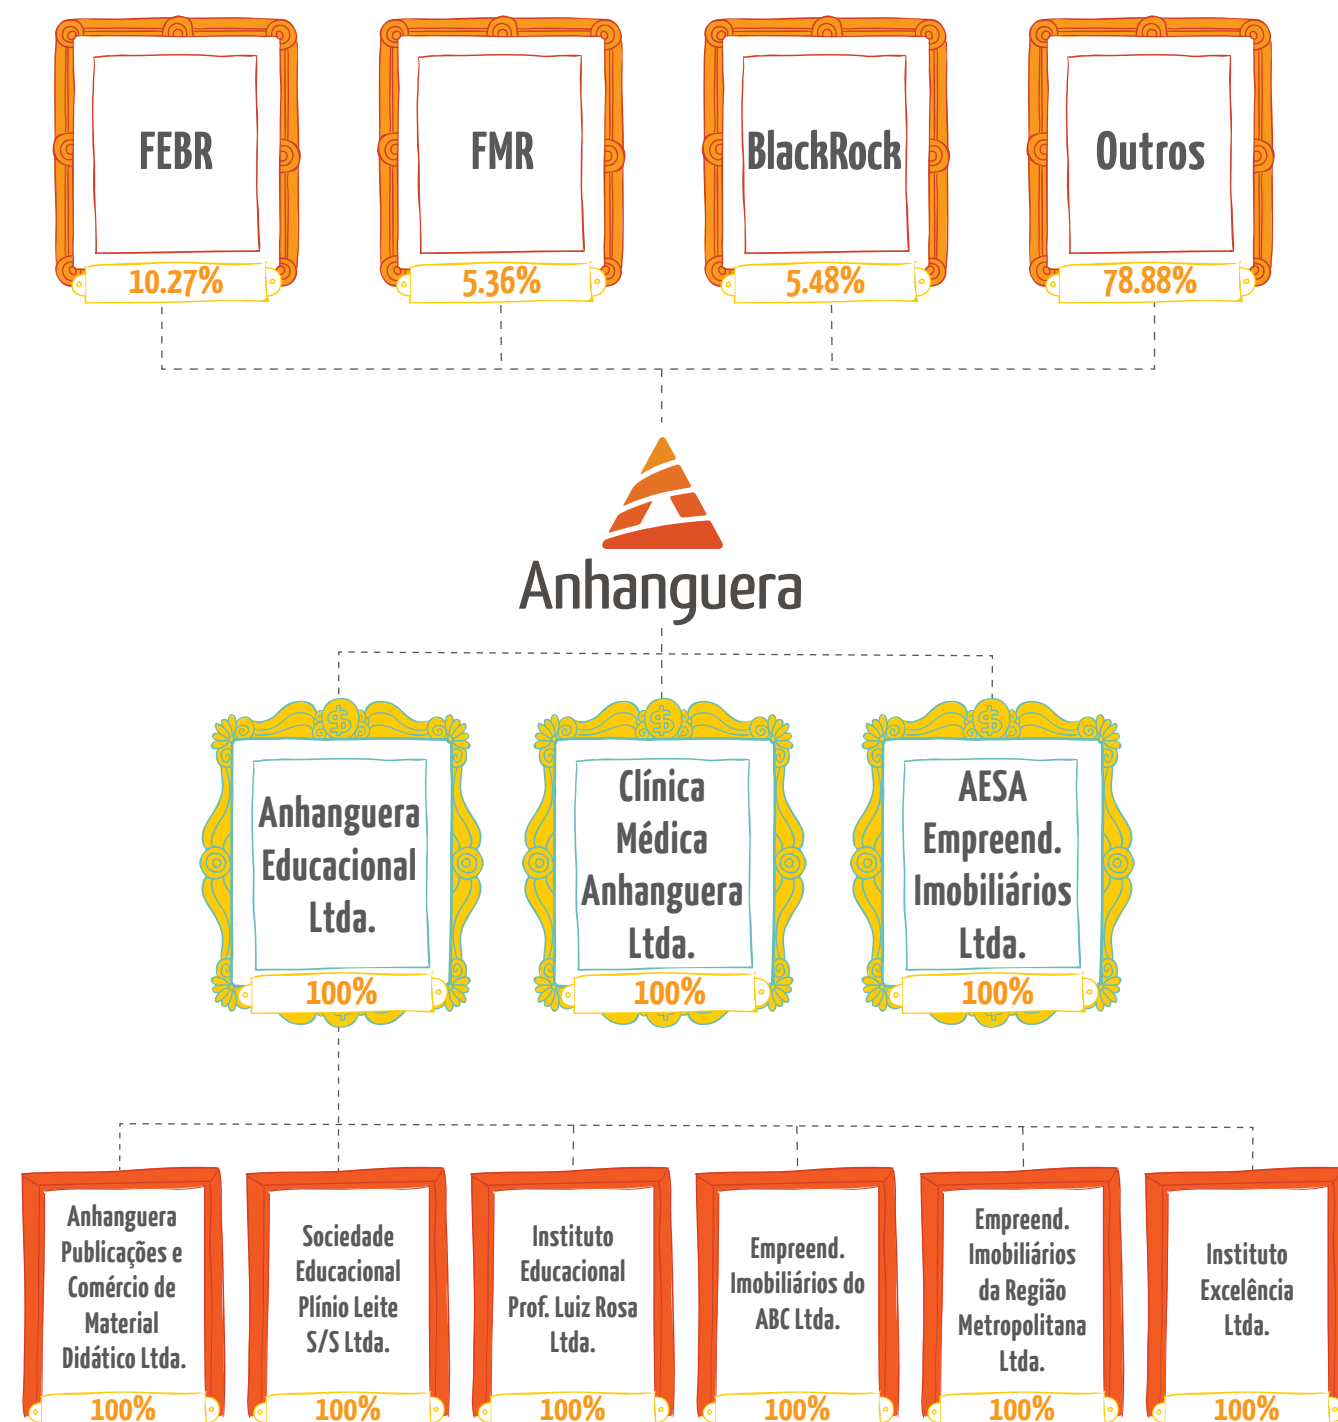 FEBR
FMR
BlackRock
Outros
10.27%
5.36%
5.48%
78.88%
Anhanguera
Anhanguera
Educacional
Ltda.
100%
Clínica
Médica
Anhanguera
Ltda.
100%
AESA
Empreend.
Imobiliários
Ltda.
100%
Anhanguera
Publicações e
Comércio de
Material
Didático Ltda.
100%
Sociedade
Educacional
Plínio Leite
S/S Ltda.
100%
Instituto
Educacional
Prof. Luiz Rosa
Ltda.
100%
Empreend.
Imobiliários do
ABC Ltda.
100%
Empreend.
Imobiliários
da Região
Metropolitana
Ltda.
100%
Instituto
Excelência
Ltda.
100%